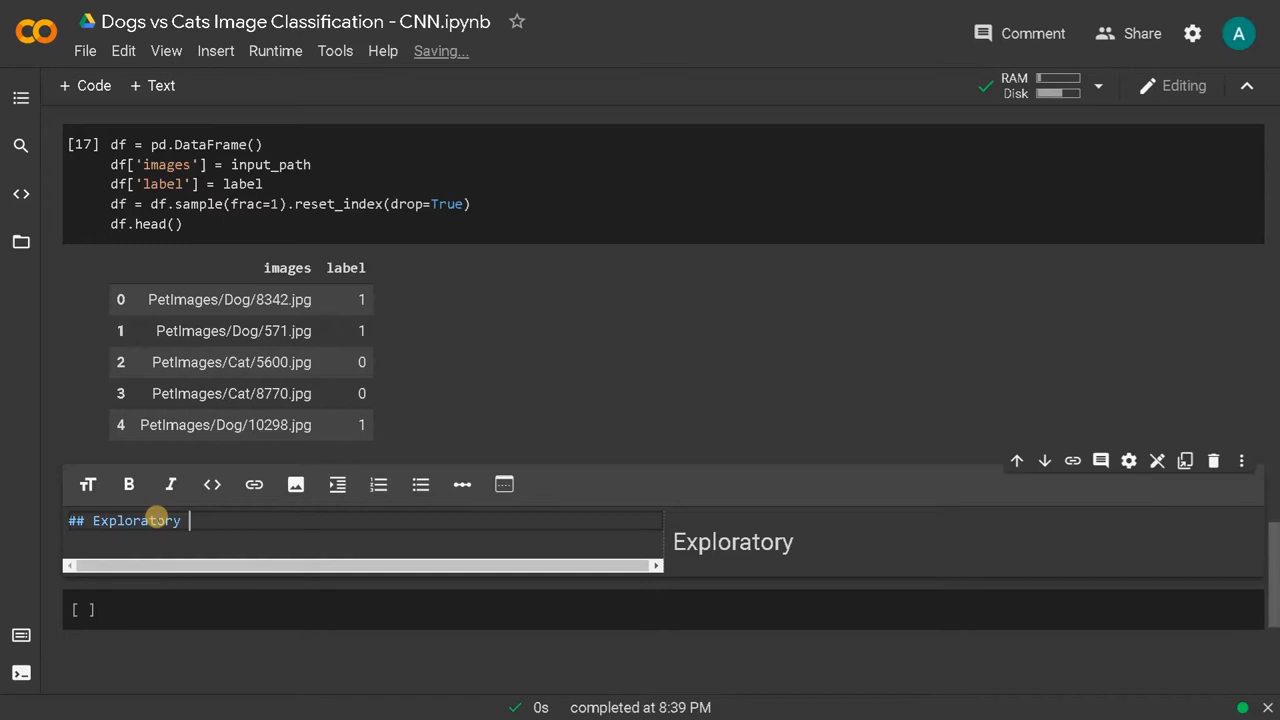 Dogs vs Cats Image Classification - CNN.ipynb
File Edit View Insert Runtime Tools Help Saving...
Comment Share A
+ Code + Text
RAM
Disk
Editing
[17] df = pd.DataFrame()
df['images'] = input_path
df['label'] = label
df = df.sample(frac=1).reset_index(drop=True)
df.head()
images label
0 PetImages/Dog/8342.jpg 1
1 PetImages/Dog/571.jpg 1
2 PetImages/Cat/5600.jpg 0
3 PetImages/Cat/8770.jpg 0
4 PetImages/Dog/10298.jpg 1
## Exploratory
Exploratory
[ ]
0s completed at 8:39 PM